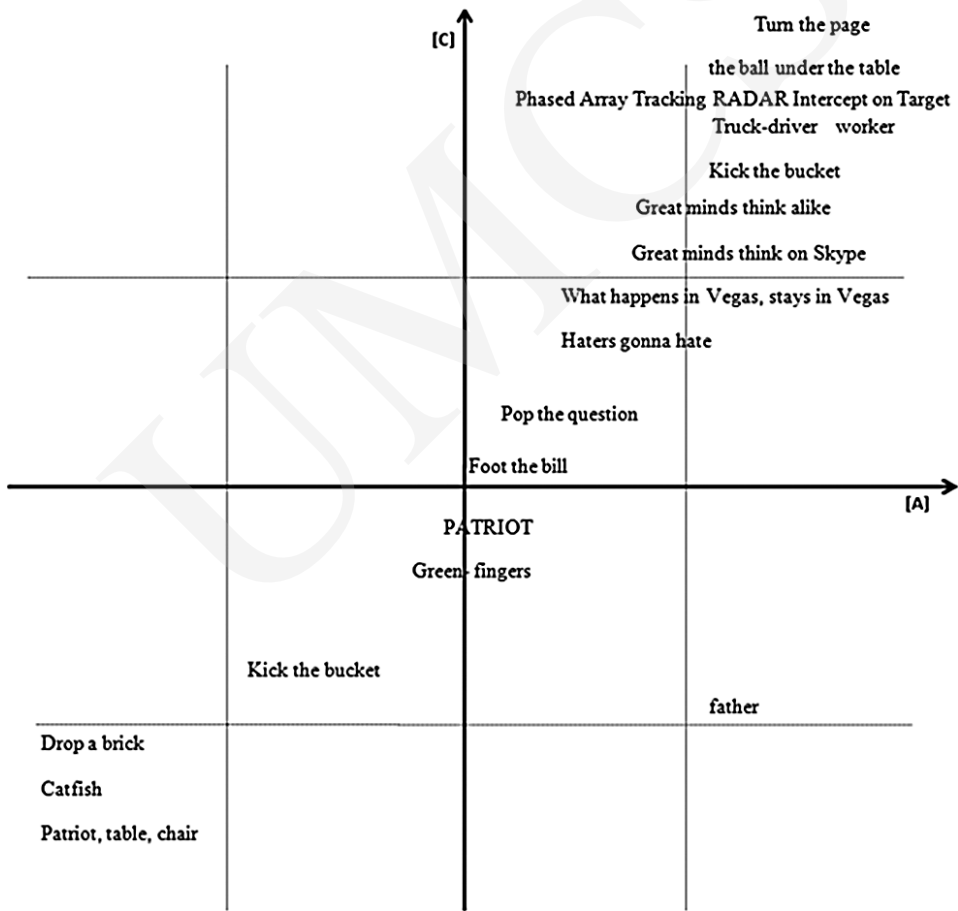 Turn the page
[C]
the ball under the table
Phased Array Tracking RADAR Intercept on Target
Truck-driver worker
Kick the bucket
Great minds think alike
Great minds think on Skype
What happens in Vegas, stays in Vegas
Haters gonna hate
Pop the question
Foot the bill
[A]
PATRIOT
Green- fingers
Kick the bucket
father
Drop a brick
Catfish
Patriot, table, chair
UMCS